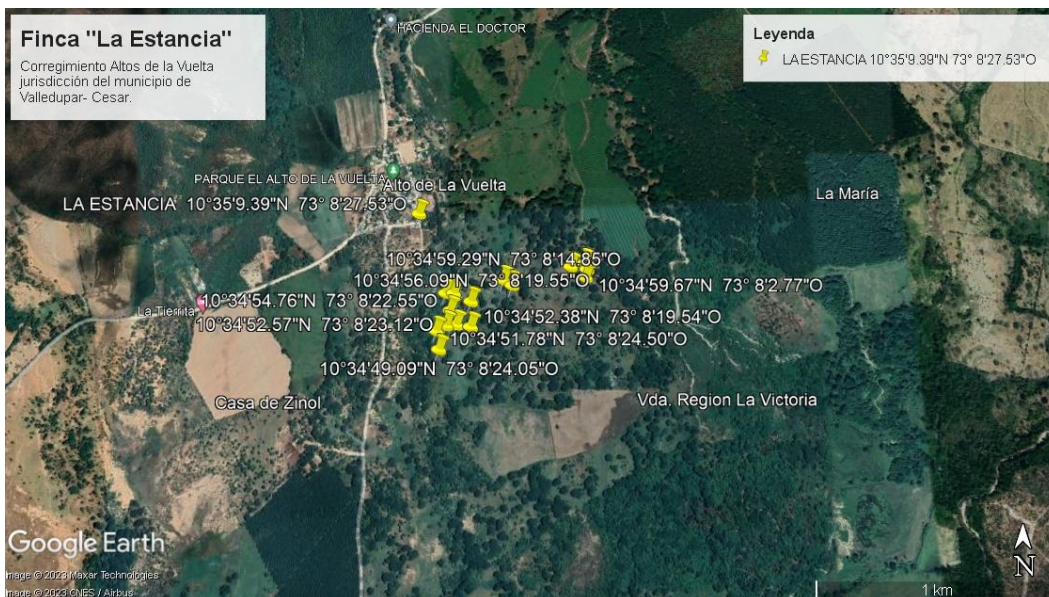 Finca "La Estancia"
Corregimiento Altos de la Vuelta
jurisdicción del municipio de
Valledupar- Cesar.
HACIENDA EL DOCTOR
Leyenda
LA ESTANCIA 10°35'9.39"N 73° 8'27.53"O
PARQUE EL ALTO DE LA VUELTA
Alto de La Vuelta
La María
LA ESTANCIA 10°35'9.39"N 73° 8'27.53"O
10°34'59.29"N 73° 8'14.85"O
10°34'56.09"N 73° 8'19.55"O
10°34'59.67"N 73° 8'2.77"O
10°34'54.76"N 73° 8'22.55"O
La Tierrita
10°34'52.57"N 73° 8'23.12"O
10°34'52.38"N 73° 8'19.54"O
10°34'51.78"N 73° 8'24.50"O
10°34'49.09"N 73° 8'24.05"O
Casa de Zinol
Vda. Region La Victoria
Google Earth
Image © 2023 Maxar Technologies
Image © 2023 CNES / Airbus
N
1 km